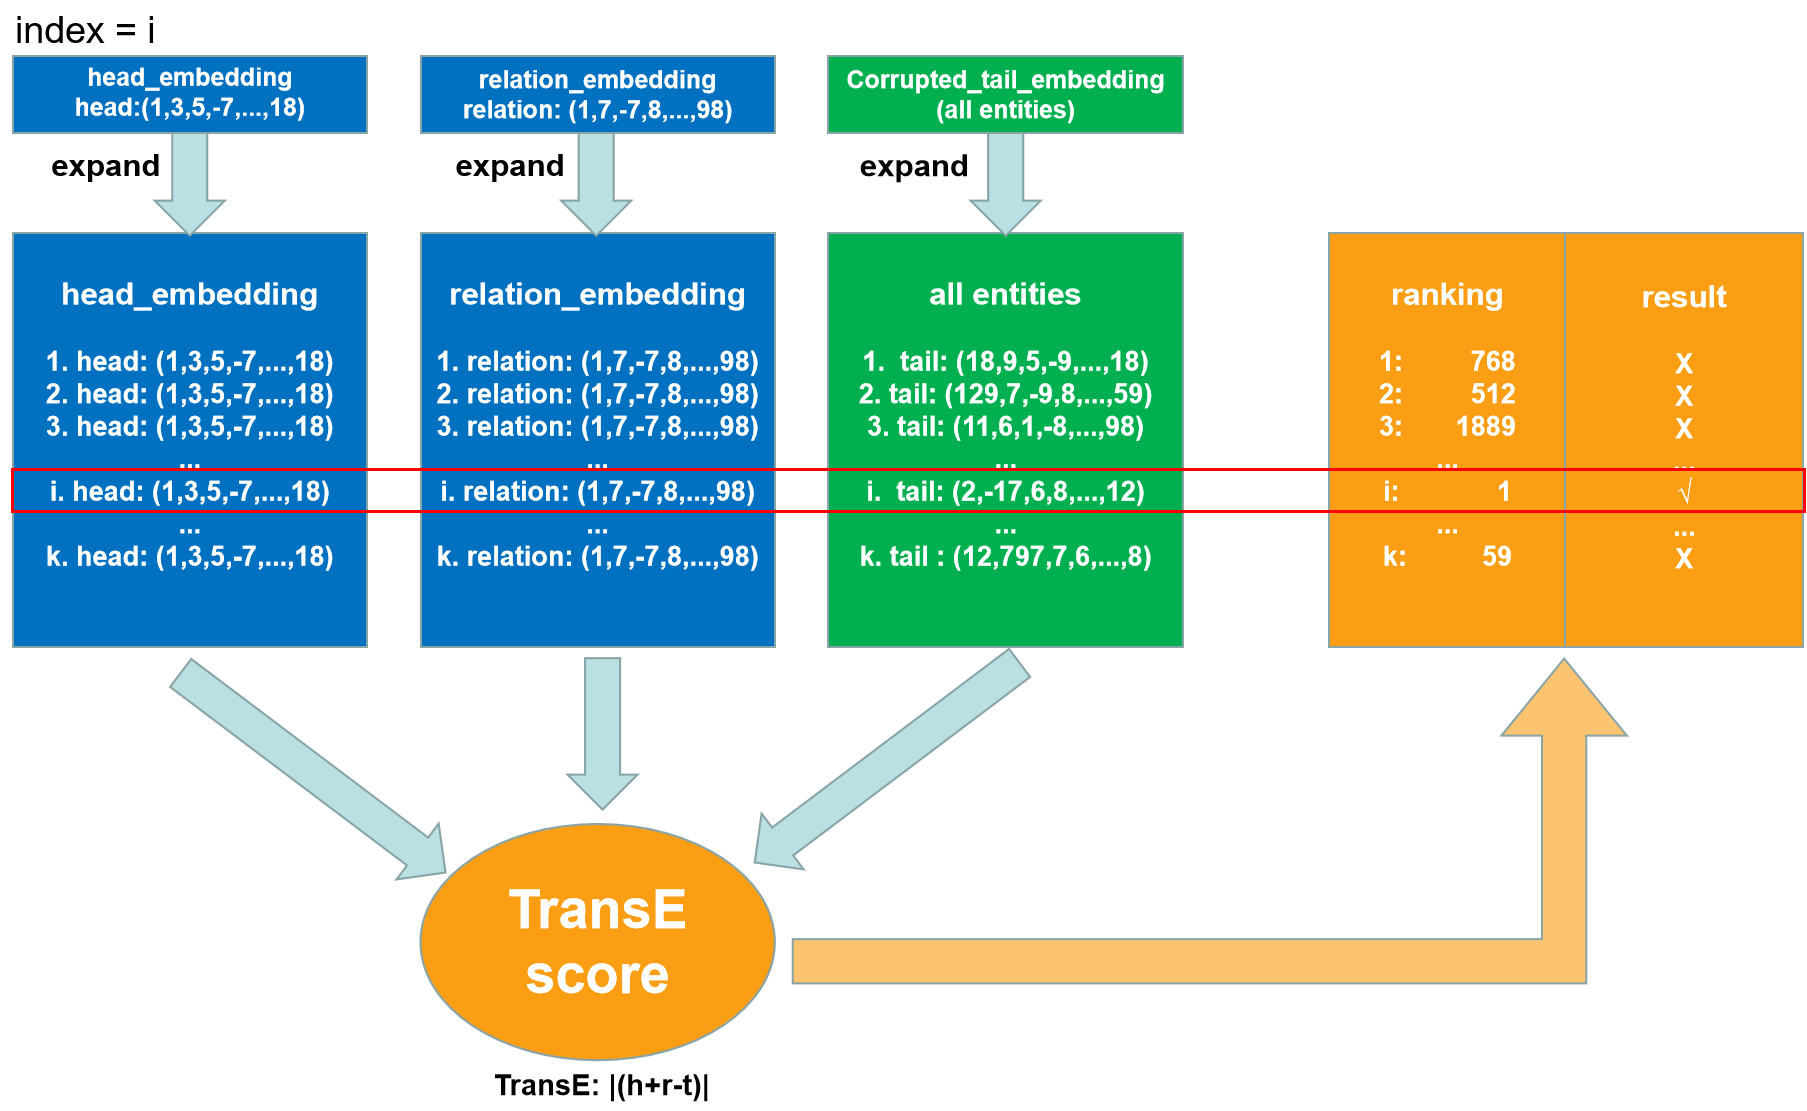 index = i
head_embedding
head:(1,3,5,-7,...,18)
relation_embedding
relation: (1,7,-7,8,...,98)
Corrupted_tail_embedding
(all entities)
expand
expand
expand
head_embedding
1. head: (1,3,5,-7,...,18)
2. head: (1,3,5,-7,...,18)
3. head: (1,3,5,-7,...,18)
...
i. head: (1,3,5,-7,...,18)
...
k. head: (1,3,5,-7,...,18)
relation_embedding
1. relation: (1,7,-7,8,...,98)
2. relation: (1,7,-7,8,...,98)
3. relation: (1,7,-7,8,...,98)
...
i. relation: (1,7,-7,8,...,98)
...
k. relation: (1,7,-7,8,...,98)
all entities
1. tail: (18,9,5,-9,...,18)
2. tail: (129,7,-9,8,...,59)
3. tail: (11,6,1,-8,...,98)
...
i. tail: (2,-17,6,8,...,12)
...
k. tail : (12,797,7,6,...,8)
ranking
1: 768
2: 512
3: 1889
...
i: 1
...
k: 59
result
X
X
X
...
√
...
X
TransE
score
TransE: |(h+r-t)|